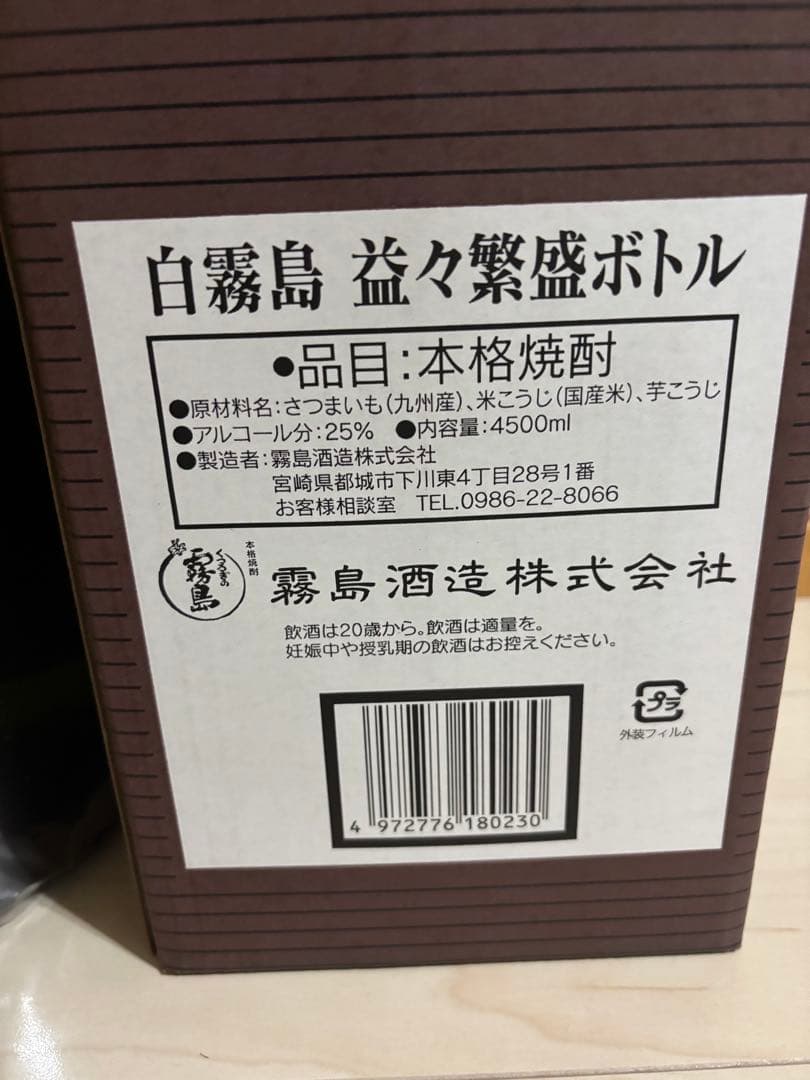 白霧島 益々繁盛ボトル
●品目:本格焼酎
●原材料名:さつまいも(九州産)、米こうじ(国産米)、芋こうじ
●アルコール分:25% ●内容量:4500ml
●製造者:霧島酒造株式会社
宮崎県都城市下川東4丁目28号1番
お客様相談室 TEL.0986-22-8066
本格焼酎
くつろぎの
霧島
霧島酒造株式会社
飲酒は20歳から。飲酒は適量を。
妊娠中や授乳期の飲酒はお控えください。
プラ
外装フィルム
4 972776 180230